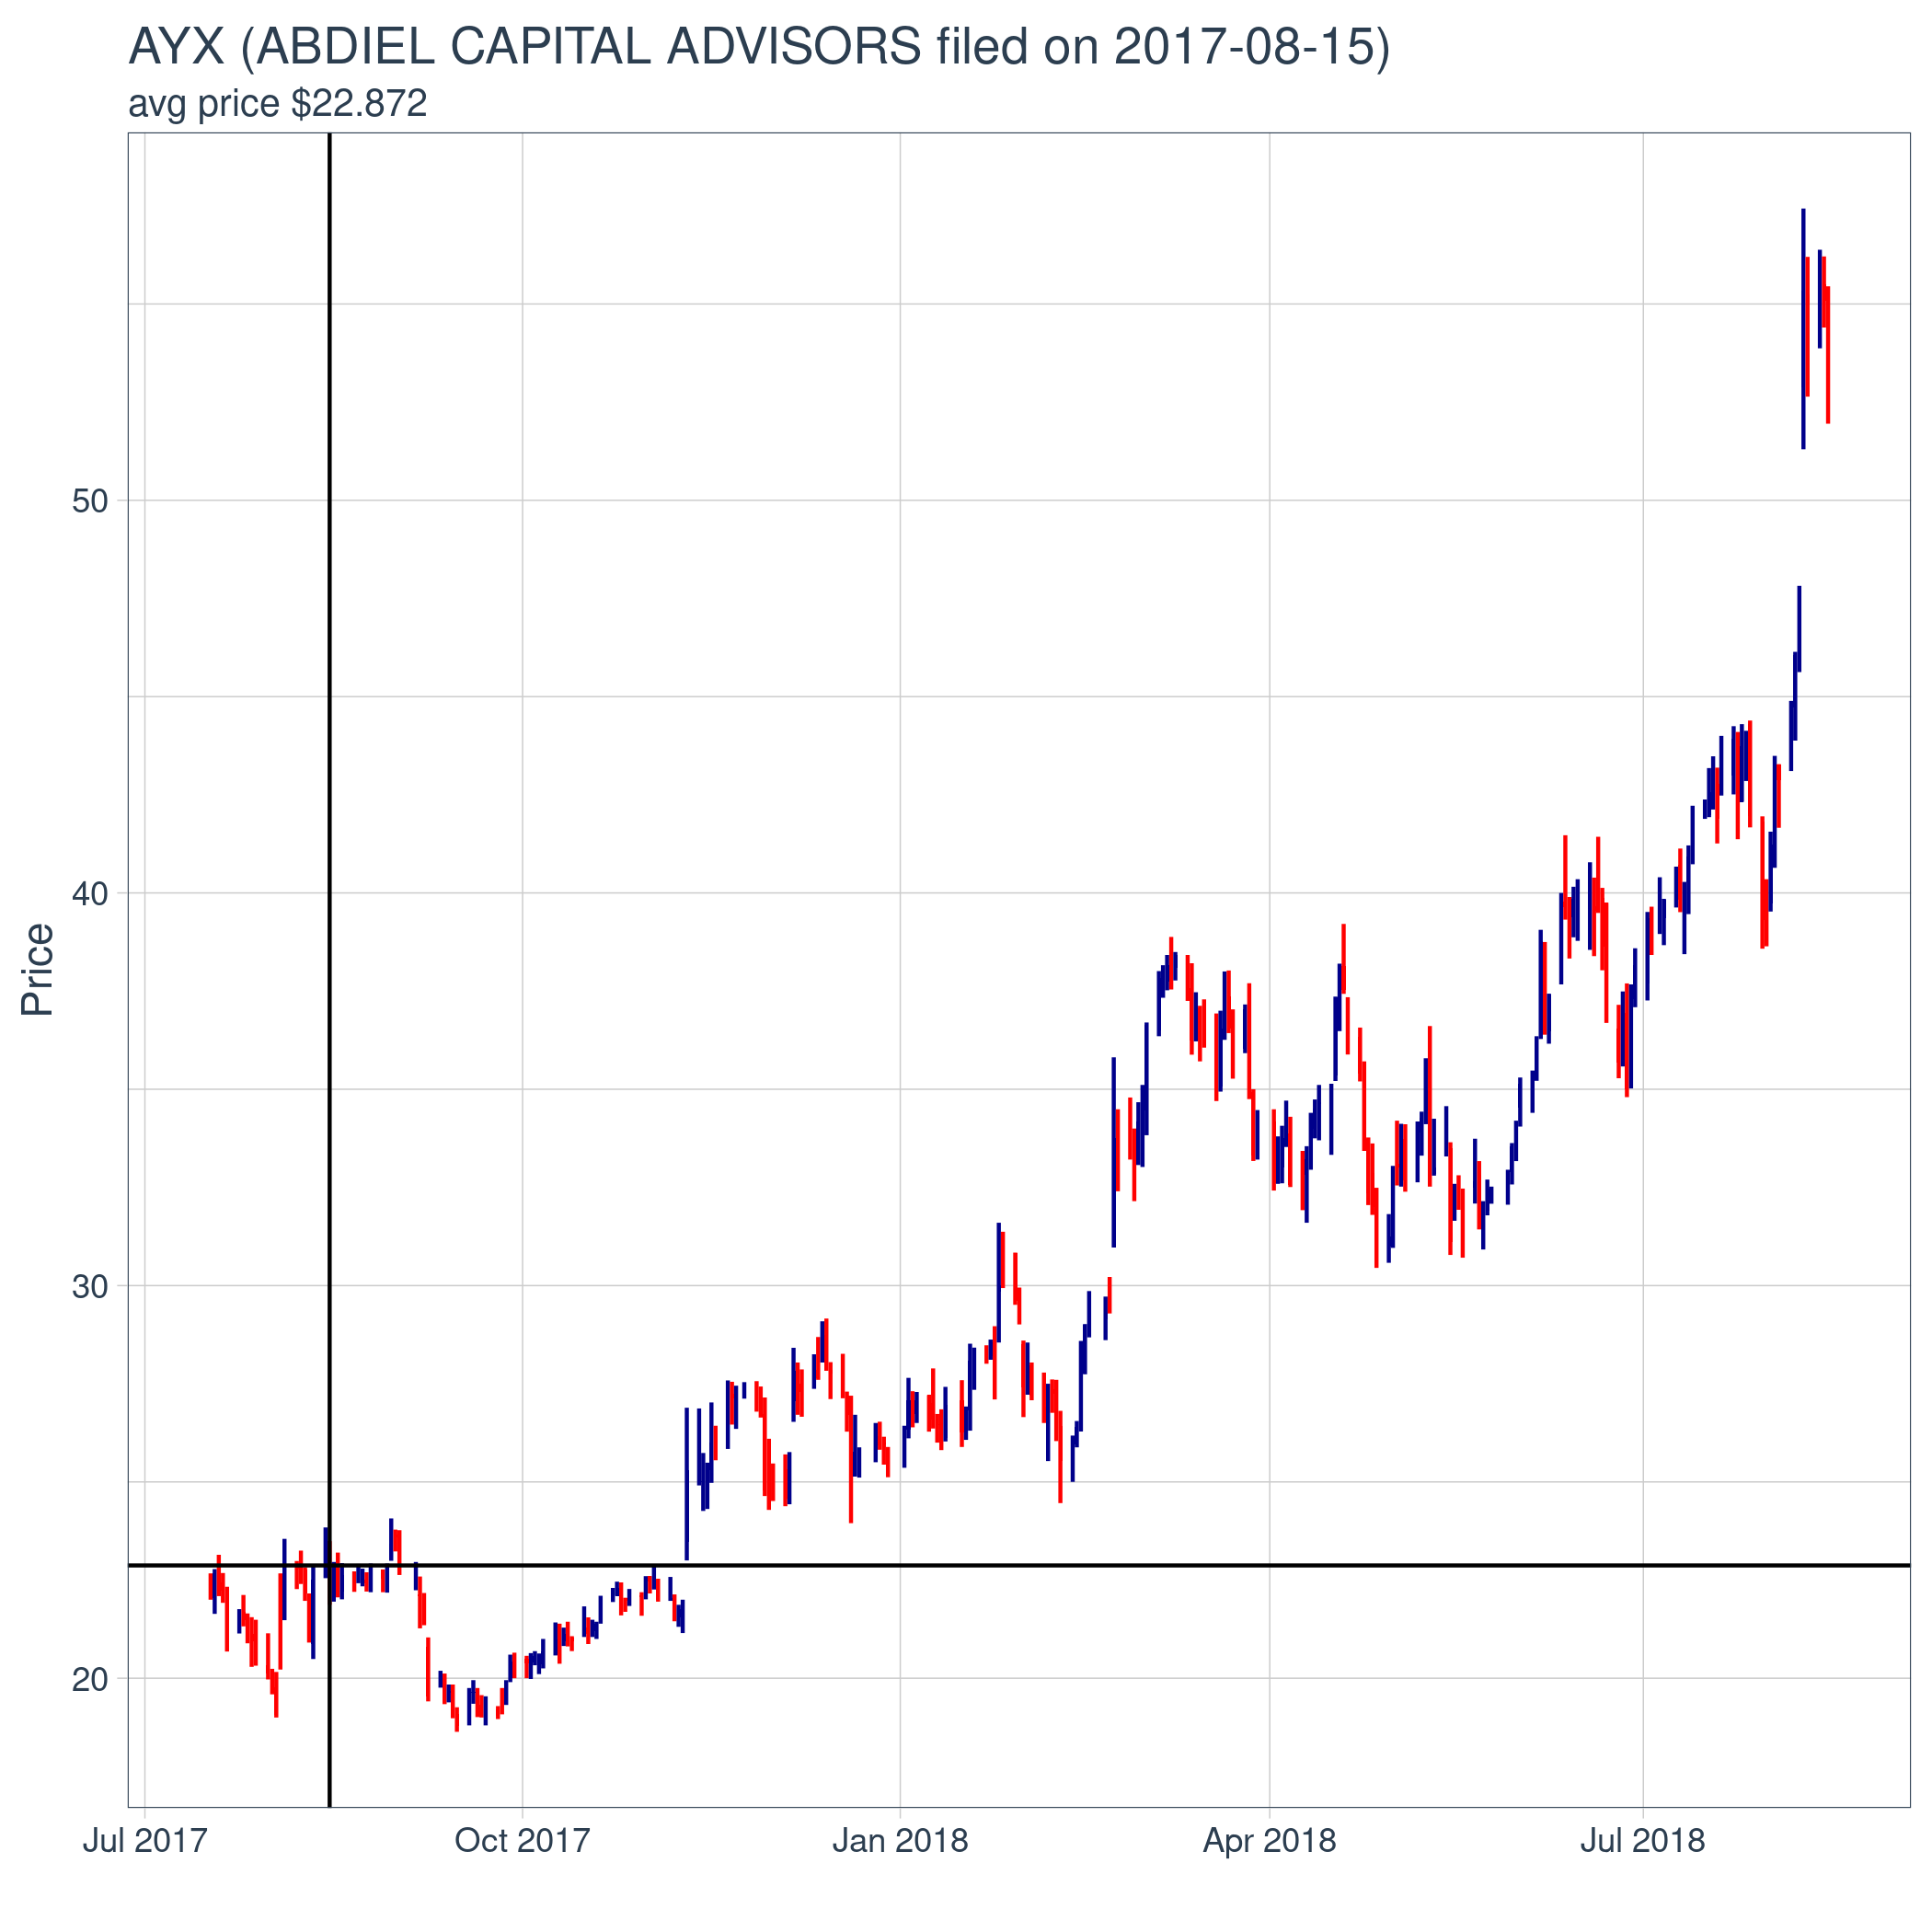 AYX (ABDIEL CAPITAL ADVISORS filed on 2017-08-15)
avg price $22.872
Price
50
40
30
20
Jul 2017 Oct 2017 Jan 2018 Apr 2018 Jul 2018